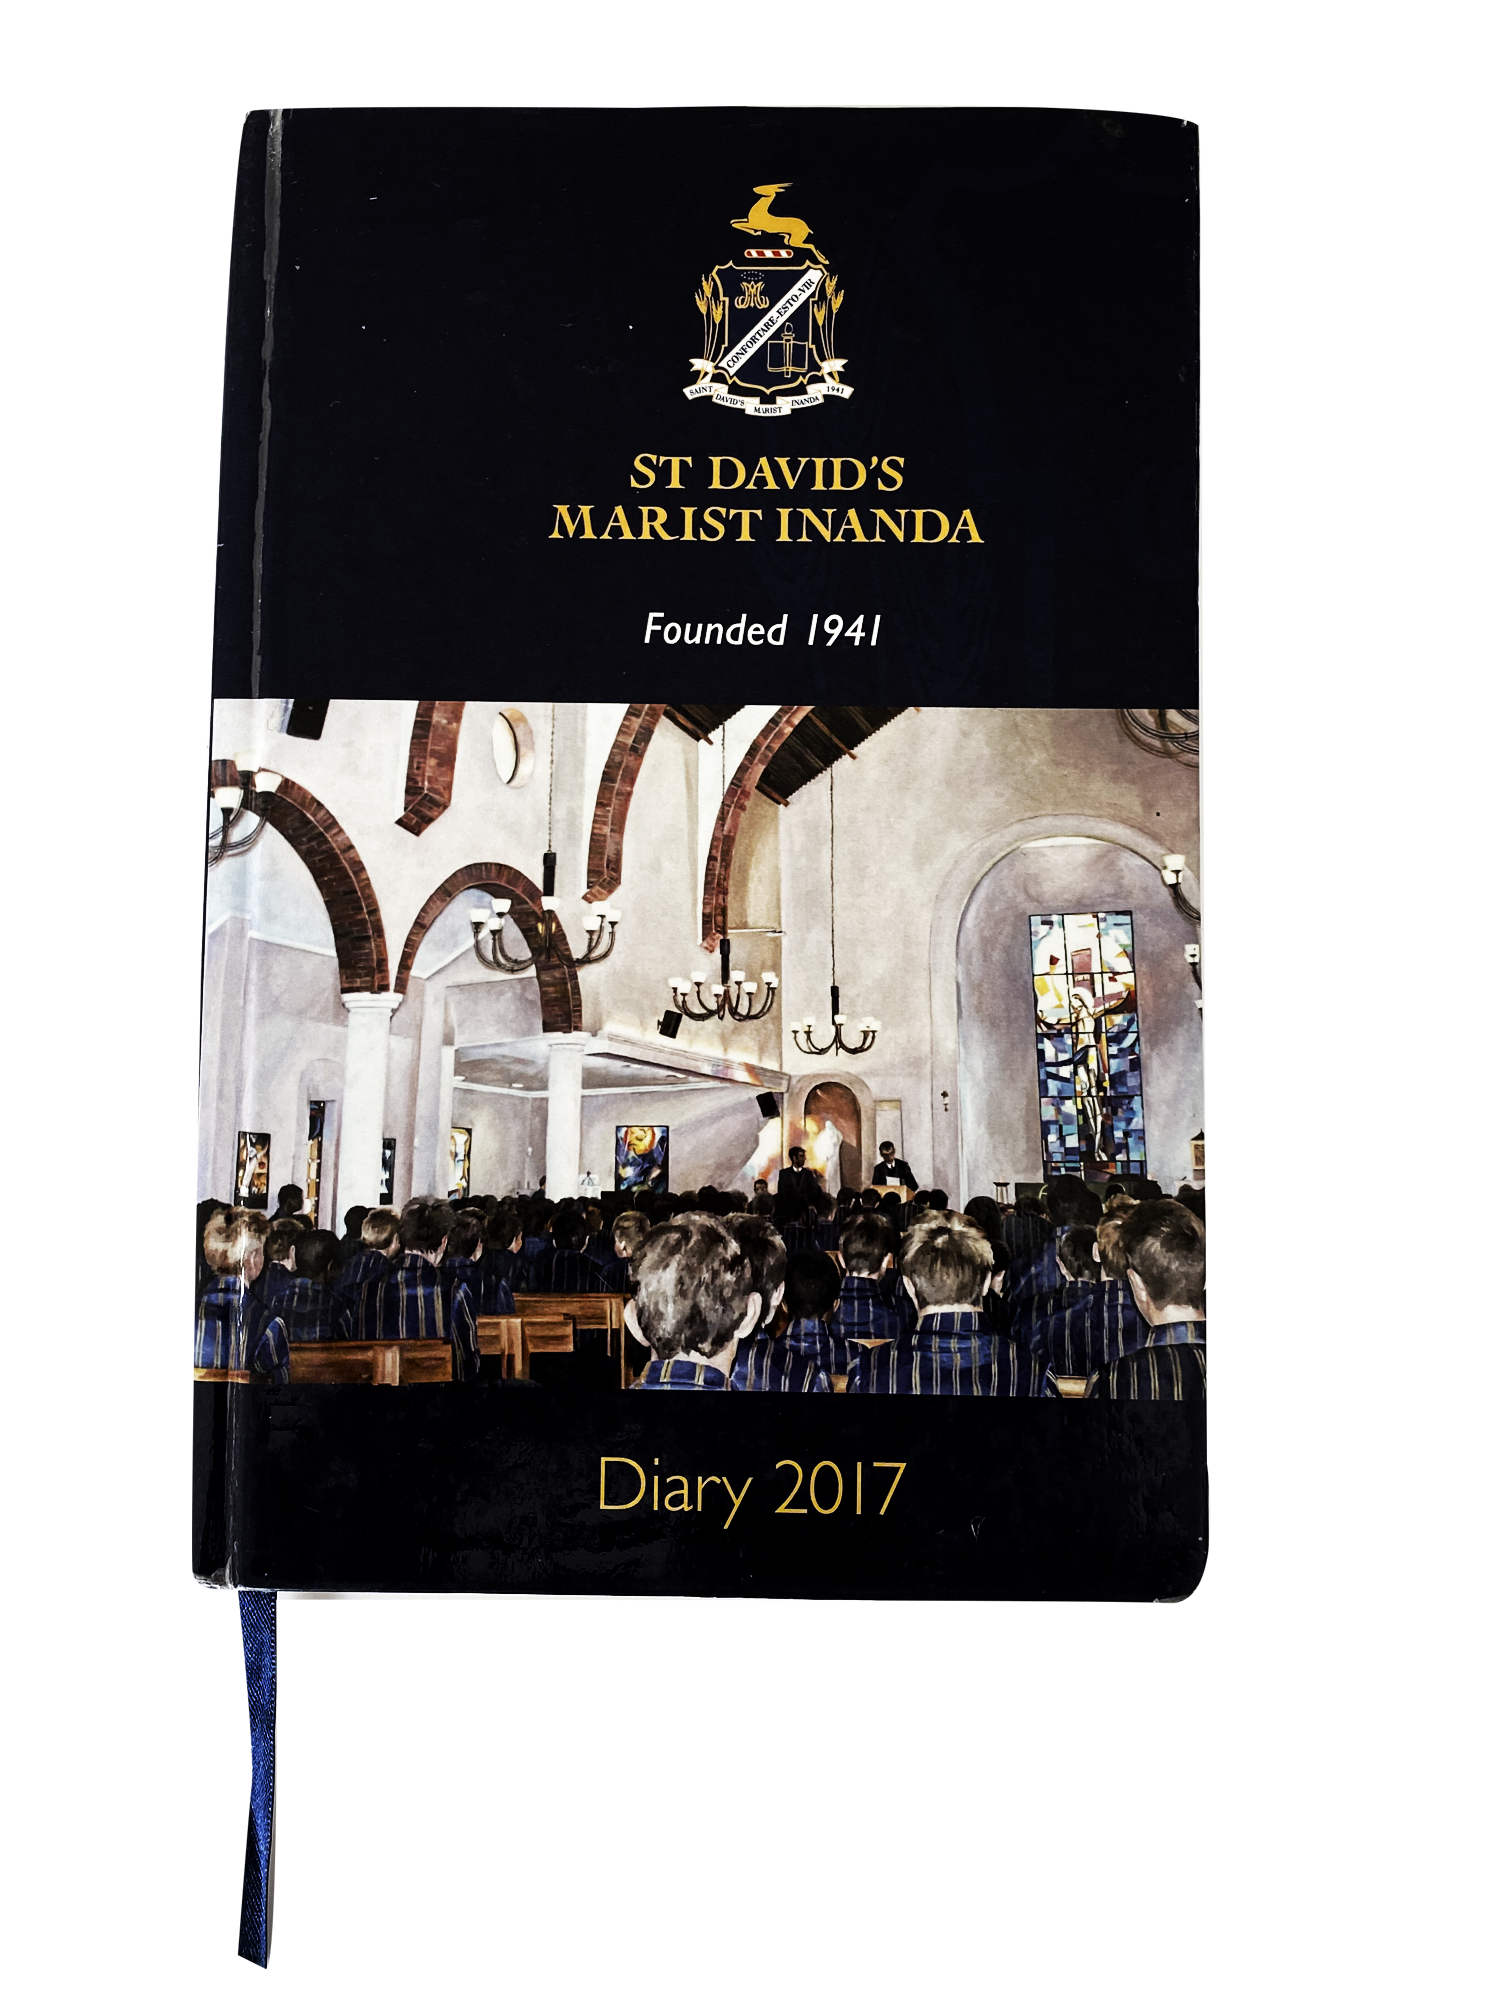 CONFORTARE-ESTO-VIR
SAINT DAVID'S MARIST INANDA 1941
ST DAVID'S
MARIST INANDA
Founded 1941
Diary 2017